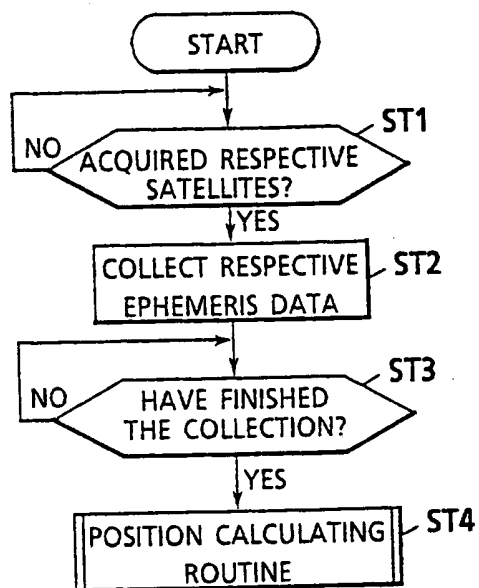 START
ST1
NO
ACQUIRED RESPECTIVE
SATELLITES?
YES
COLLECT RESPECTIVE
EPHEMERIS DATA
ST2
ST3
NO
HAVE FINISHED
THE COLLECTION?
YES
POSITION CALCULATING
ROUTINE
ST4